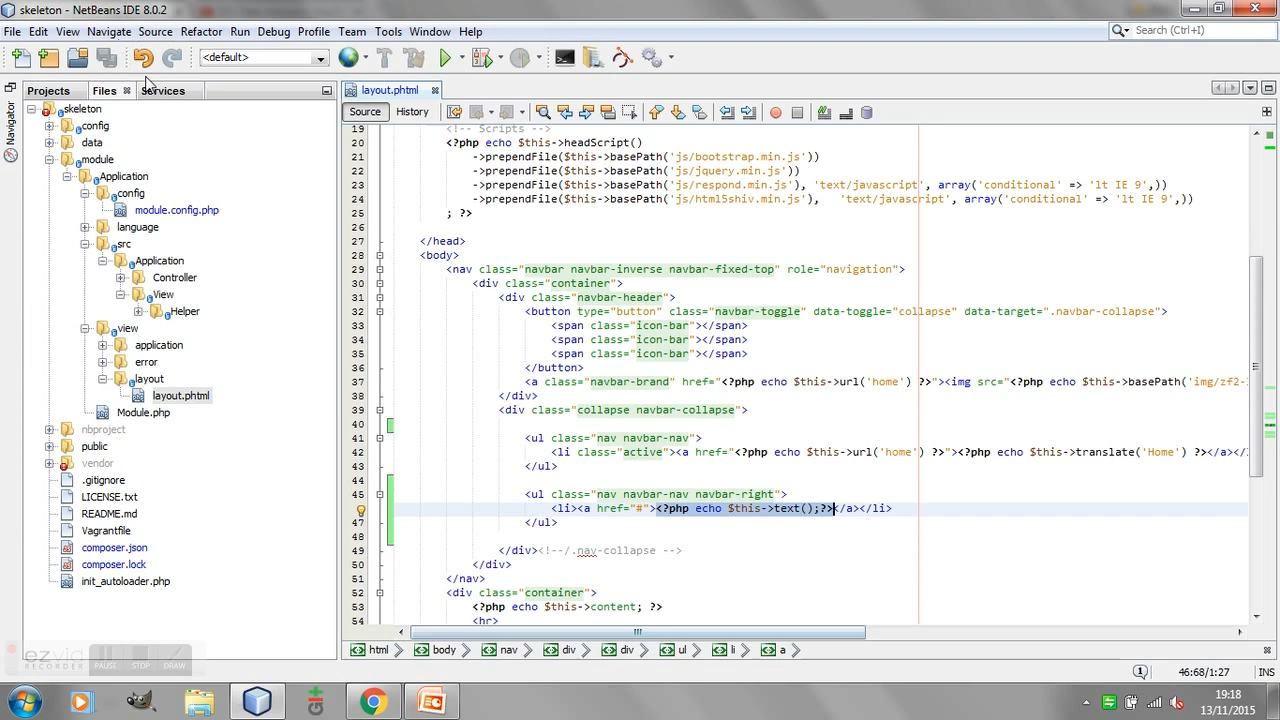 skeleton - NetBeans IDE 8.0.2
File Edit View Navigate Source Refactor Run Debug Profile Team Tools Window Help
Search (Ctrl+I)
<default>
Projects Files Services
layout.phtml
Source History
Navigator
skeleton
config
data
module
Application
config
module.config.php
language
src
Application
Controller
View
Helper
view
application
error
layout
layout.phtml
Module.php
nbproject
public
vendor
.gitignore
LICENSE.txt
README.md
Vagrantfile
composer.json
composer.lock
init_autoloader.php
19 <!-- Scripts -->
20 <?php echo $this->headScript()
21 ->prependFile($this->basePath('js/bootstrap.min.js'))
22 ->prependFile($this->basePath('js/jquery.min.js'))
23 ->prependFile($this->basePath('js/respond.min.js'), 'text/javascript', array('conditional' => 'lt IE 9',))
24 ->prependFile($this->basePath('js/html5shiv.min.js'),   'text/javascript', array('conditional' => 'lt IE 9',))
25 ; ?>
26
27 </head>
28 <body>
29 <nav class="navbar navbar-inverse navbar-fixed-top" role="navigation">
30 <div class="container">
31 <div class="navbar-header">
32 <button type="button" class="navbar-toggle" data-toggle="collapse" data-target=".navbar-collapse">
33 <span class="icon-bar"></span>
34 <span class="icon-bar"></span>
35 <span class="icon-bar"></span>
36 </button>
37 <a class="navbar-brand" href="<?php echo $this->url('home') ?>"><img src="<?php echo $this->basePath('img/zf2-
38 </div>
39 <div class="collapse navbar-collapse">
40
41 <ul class="nav navbar-nav">
42 <li class="active"><a href="<?php echo $this->url('home') ?>"><?php echo $this->translate('Home') ?></a></
43 </ul>
44
45 <ul class="nav navbar-nav navbar-right">
46 <li><a href="#"><?php echo $this->text();?></a></li>
47 </ul>
48
49 </div><!--/.nav-collapse -->
50 </div>
51 </nav>
52 <div class="container">
53 <?php echo $this->content; ?>
54 <hr>
html body nav div div ul li a
ezvid
RECORDER
PAUSE STOP DRAW
46:68/1:27 INS
19:18
13/11/2015